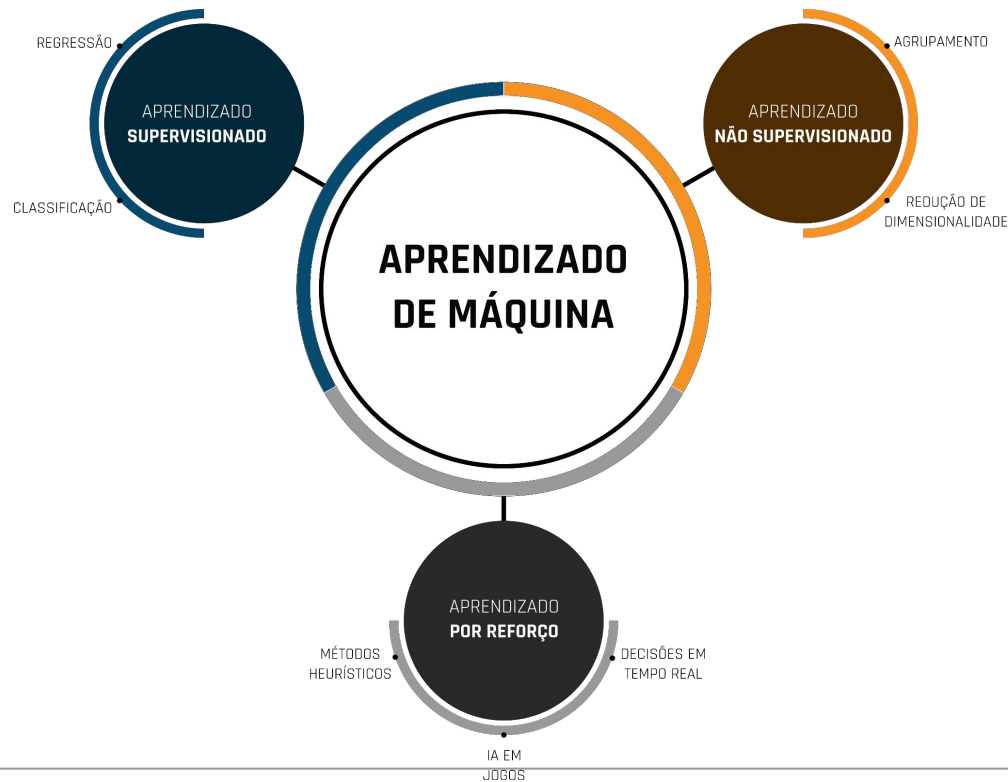 REGRESSÃO
APRENDIZADO
SUPERVISIONADO
CLASSIFICAÇÃO
AGRUPAMENTO
APRENDIZADO
NÃO SUPERVISIONADO
REDUÇÃO DE
DIMENSIONALIDADE
APRENDIZADO
DE MÁQUINA
APRENDIZADO
POR REFORÇO
MÉTODOS
HEURÍSTICOS
DECISÕES EM
TEMPO REAL
IA EM
JOGOS